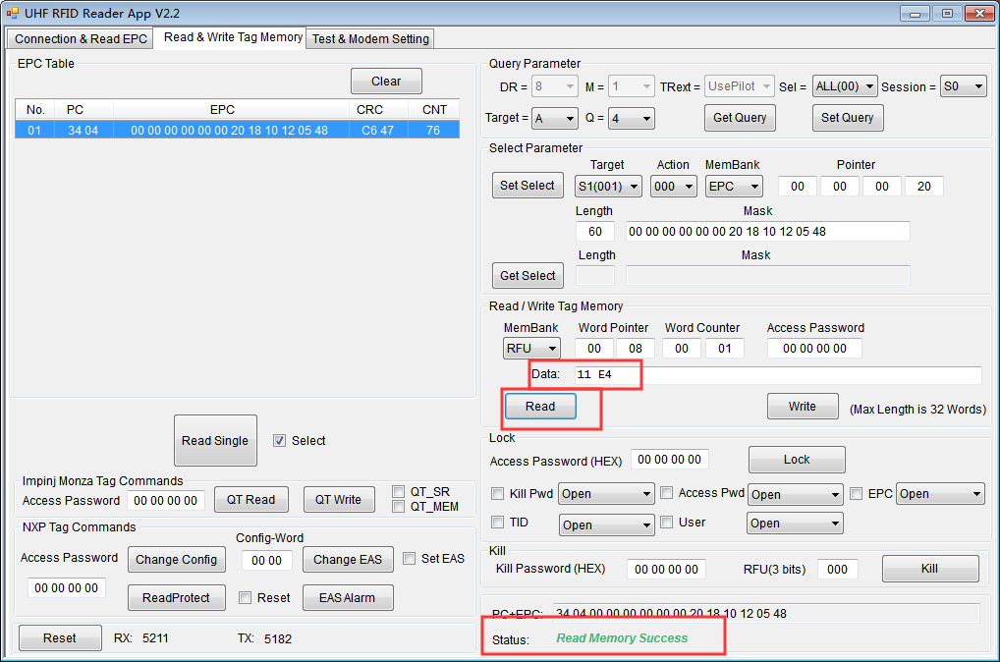 UHF RFID Reader App V2.2
Connection & Read EPC
Read & Write Tag Memory
Test & Modem Setting
EPC Table
Clear
No. PC EPC CRC CNT
01 34 04 00 00 00 00 00 00 20 18 10 12 05 48 C6 47 76
Read Single
Select
Impinj Monza Tag Commands
Access Password 00 00 00 00 QT Read QT Write
QT_SR
QT_MEM
NXP Tag Commands
Config-Word
Access Password Change Config 00 00 Change EAS Set EAS
00 00 00 00 ReadProtect Reset EAS Alarm
Reset RX: 5211 TX: 5182
Query Parameter
DR = 8 M = 1 TRext = UsePilot Sel = ALL(00) Session = S0
Target = A Q = 4 Get Query Set Query
Select Parameter
Target Action MemBank Pointer
Set Select S1(001) 000 EPC 00 00 00 20
Length Mask
60 00 00 00 00 00 00 20 18 10 12 05 48
Length Mask
Get Select
Read / Write Tag Memory
MemBank Word Pointer Word Counter Access Password
RFU 00 08 00 01 00 00 00 00
Data: 11 E4
Read Write (Max Length is 32 Words)
Lock
Access Password (HEX) 00 00 00 00 Lock
Kill Pwd Open Access Pwd Open EPC Open
TID Open User Open
Kill
Kill Password (HEX) 00 00 00 00 RFU(3 bits) 000 Kill
PC+EPC: 34 04 00 00 00 00 00 00 20 18 10 12 05 48
Status: Read Memory Success